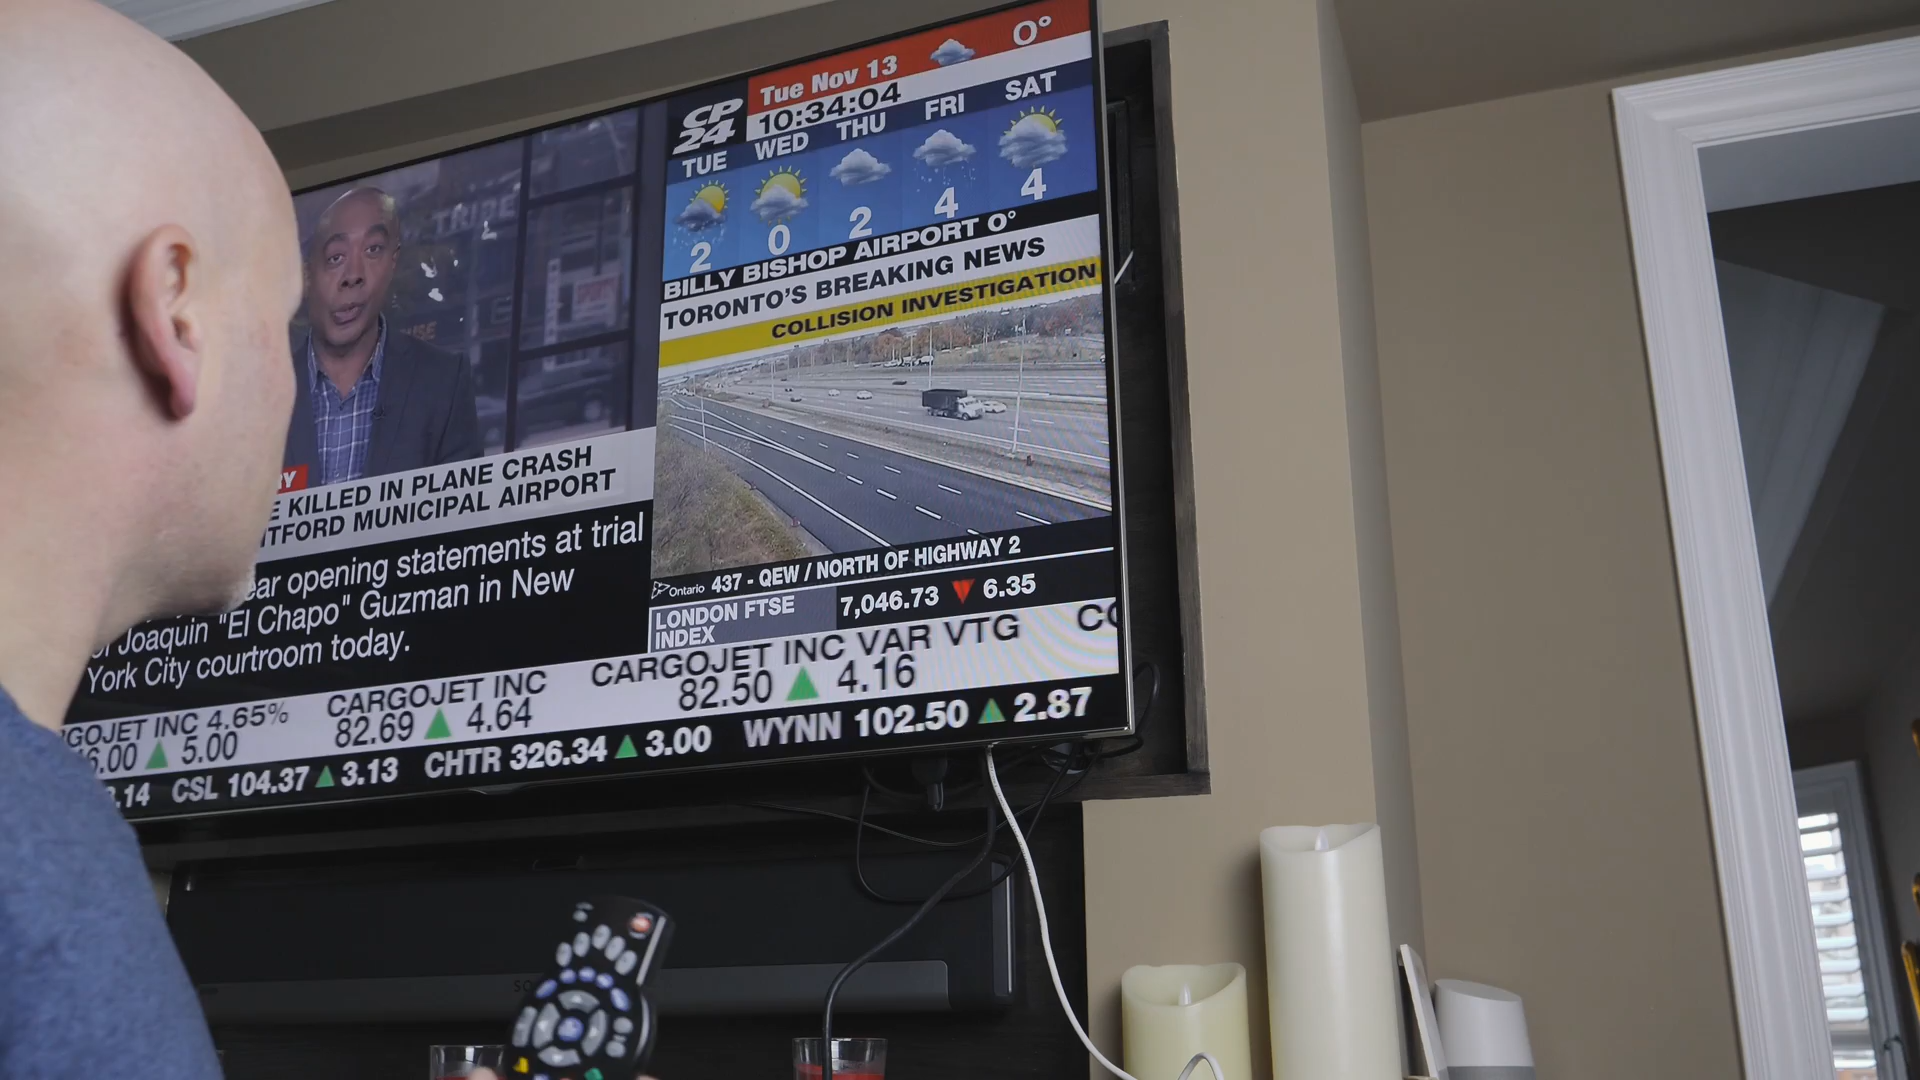 CP
24
Tue Nov 13
0°
10:34:04
TUE WED THU FRI SAT
2 0 2 4 4
BILLY BISHOP AIRPORT 0°
TORONTO'S BREAKING NEWS
COLLISION INVESTIGATION
TRIBE
KILLED IN PLANE CRASH
MUNICIPAL AIRPORT
opening statements at trial
Joaquin "El Chapo" Guzman in New
York City courtroom today.
Ontario 437 - QEW / NORTH OF HIGHWAY 2
LONDON FTSE
INDEX
7,046.73 ▼ 6.35
INC 4.65% CARGOJET INC CARGOJET INC VAR VTG
▲ 5.00 82.69 ▲ 4.64 82.50 ▲ 4.16
CSL 104.37 ▲ 3.13 CHTR 326.34 ▲ 3.00 WYNN 102.50 ▲ 2.87